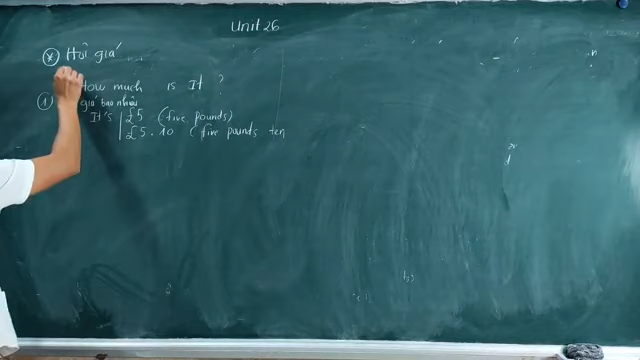 Unit 26
* Hỏi giá
How much is It ?
① giá bao nhiêu
It's £5 (five pounds)
£5.10 ( five pounds ten